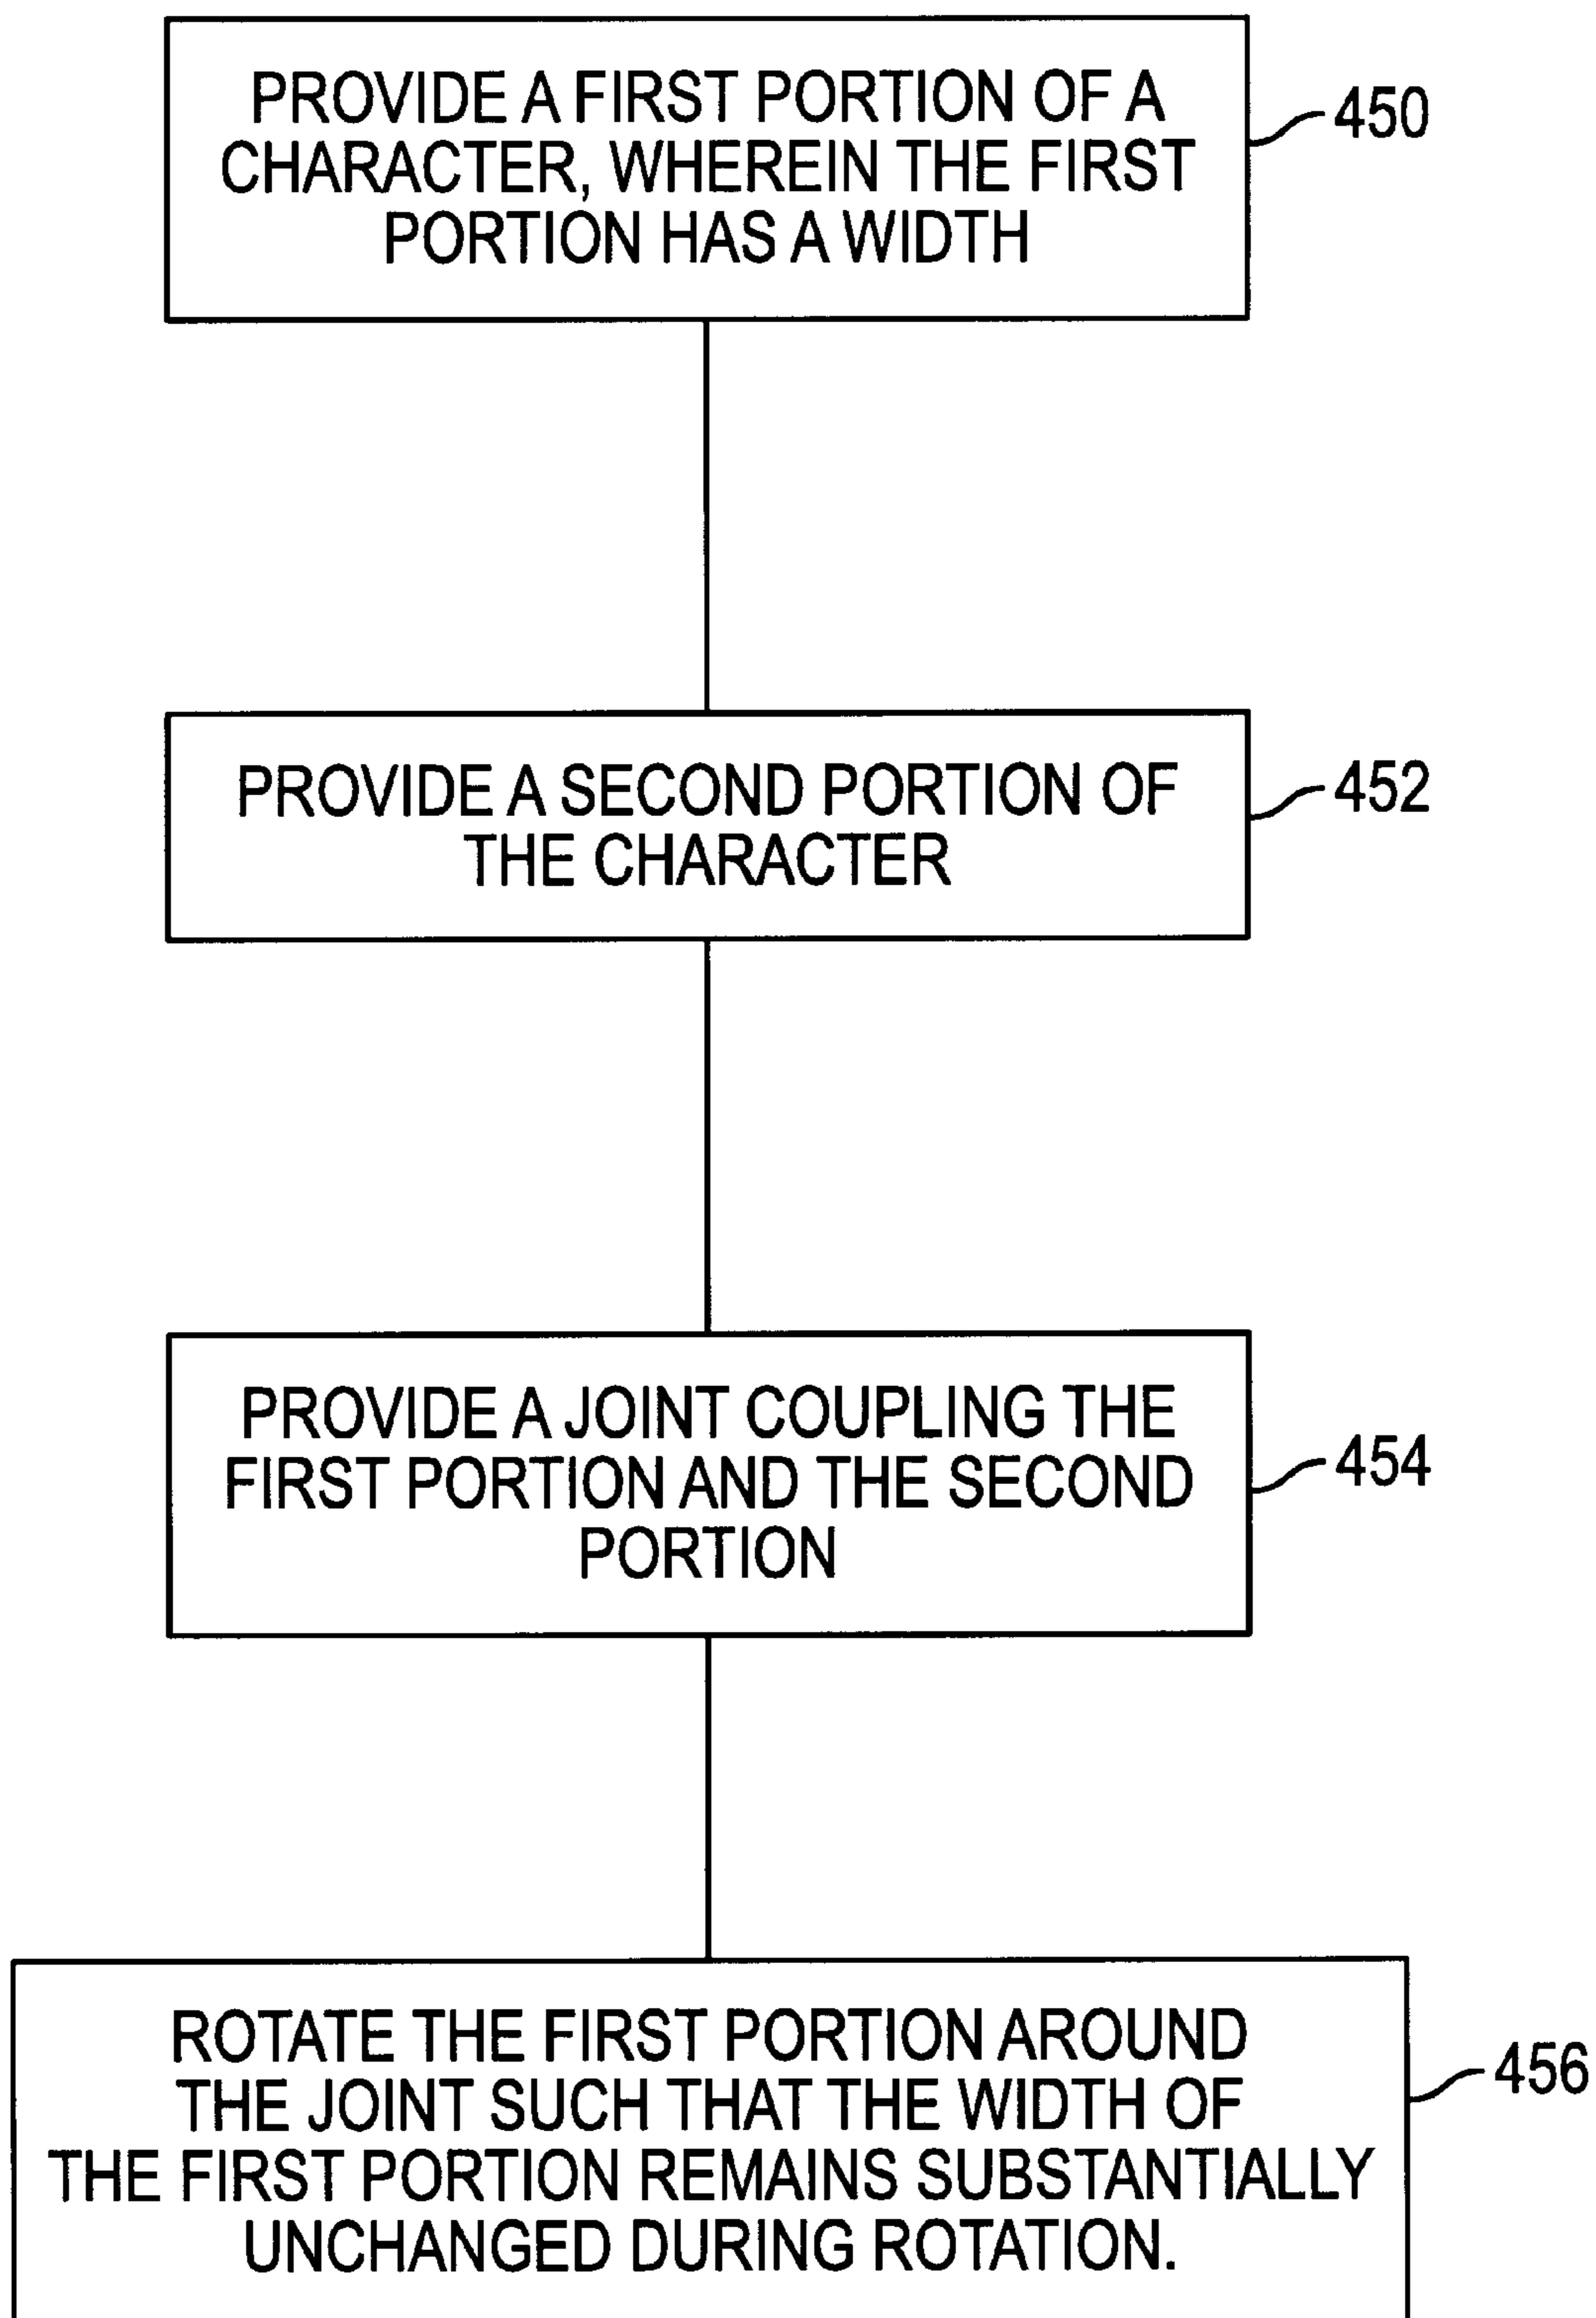 PROVIDE A FIRST PORTION OF A
CHARACTER, WHEREIN THE FIRST
PORTION HAS A WIDTH
450
PROVIDE A SECOND PORTION OF
THE CHARACTER
452
PROVIDE A JOINT COUPLING THE
FIRST PORTION AND THE SECOND
PORTION
454
ROTATE THE FIRST PORTION AROUND
THE JOINT SUCH THAT THE WIDTH OF
THE FIRST PORTION REMAINS SUBSTANTIALLY
UNCHANGED DURING ROTATION.
456